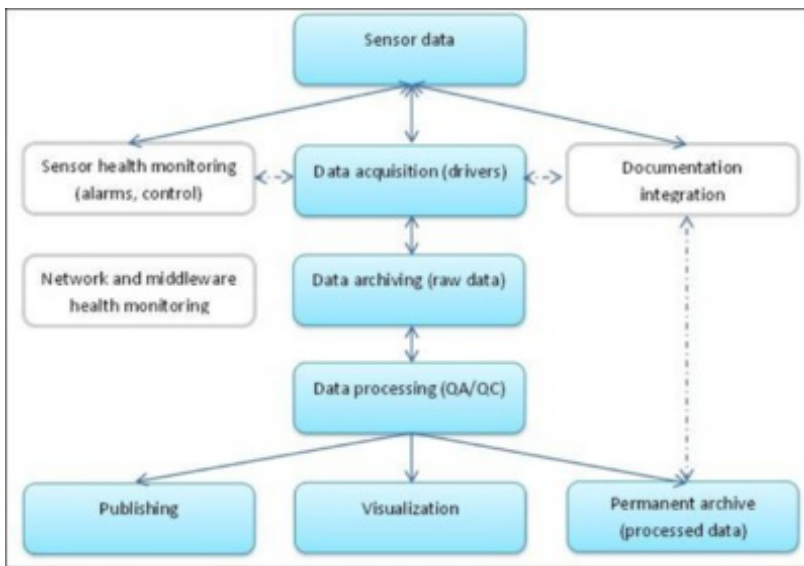 Sensor data
Sensor health monitoring
(alarms, control)
Data acquisition (drivers)
Documentation
integration
Network and middleware
health monitoring
Data archiving (raw data)
Data processing (QA/QC)
Publishing
Visualization
Permanent archive
(processed data)